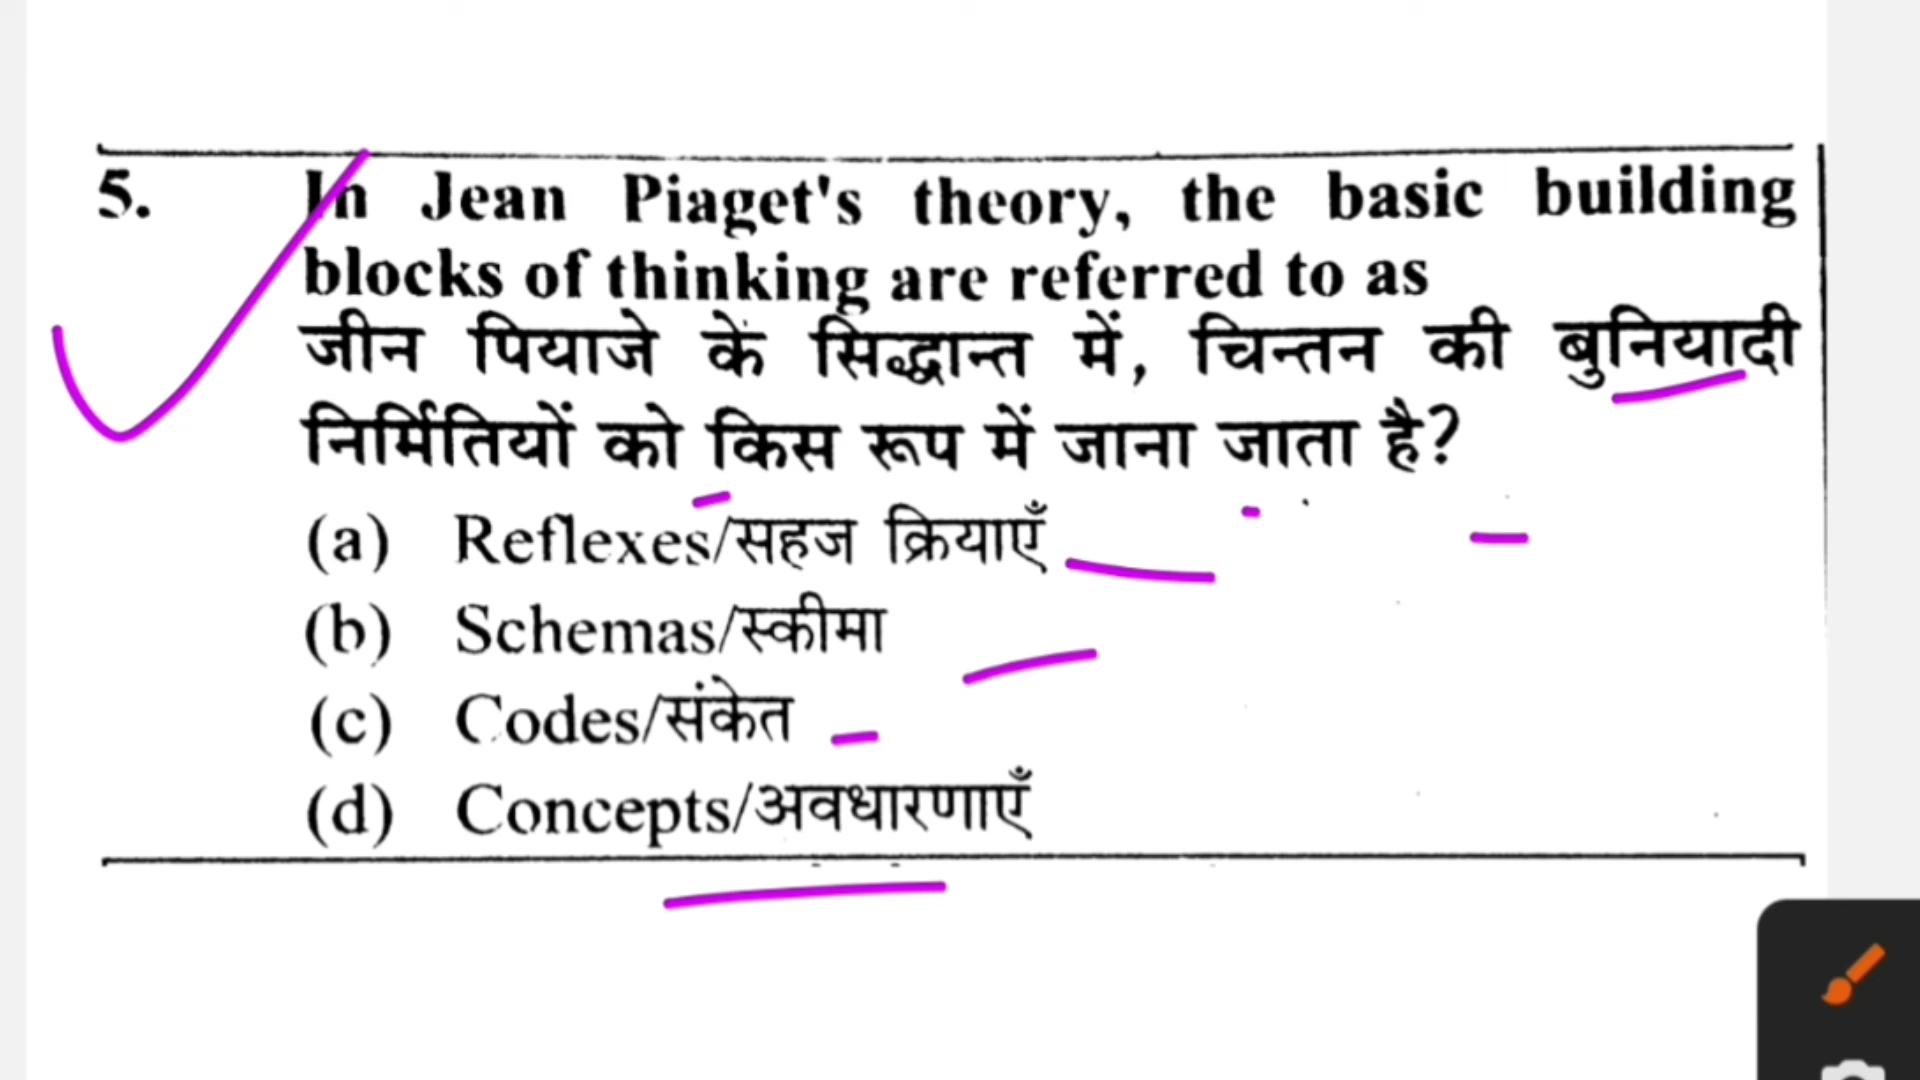 5. In Jean Piaget's theory, the basic building
blocks of thinking are referred to as
जीन पियाजे के सिद्धान्त में, चिन्तन की बुनियादी
निर्मितियों को किस रूप में जाना जाता है?
(a) Reflexes/सहज क्रियाएँ
(b) Schemas/स्कीमा
(c) Codes/संकेत
(d) Concepts/अवधारणाएँ